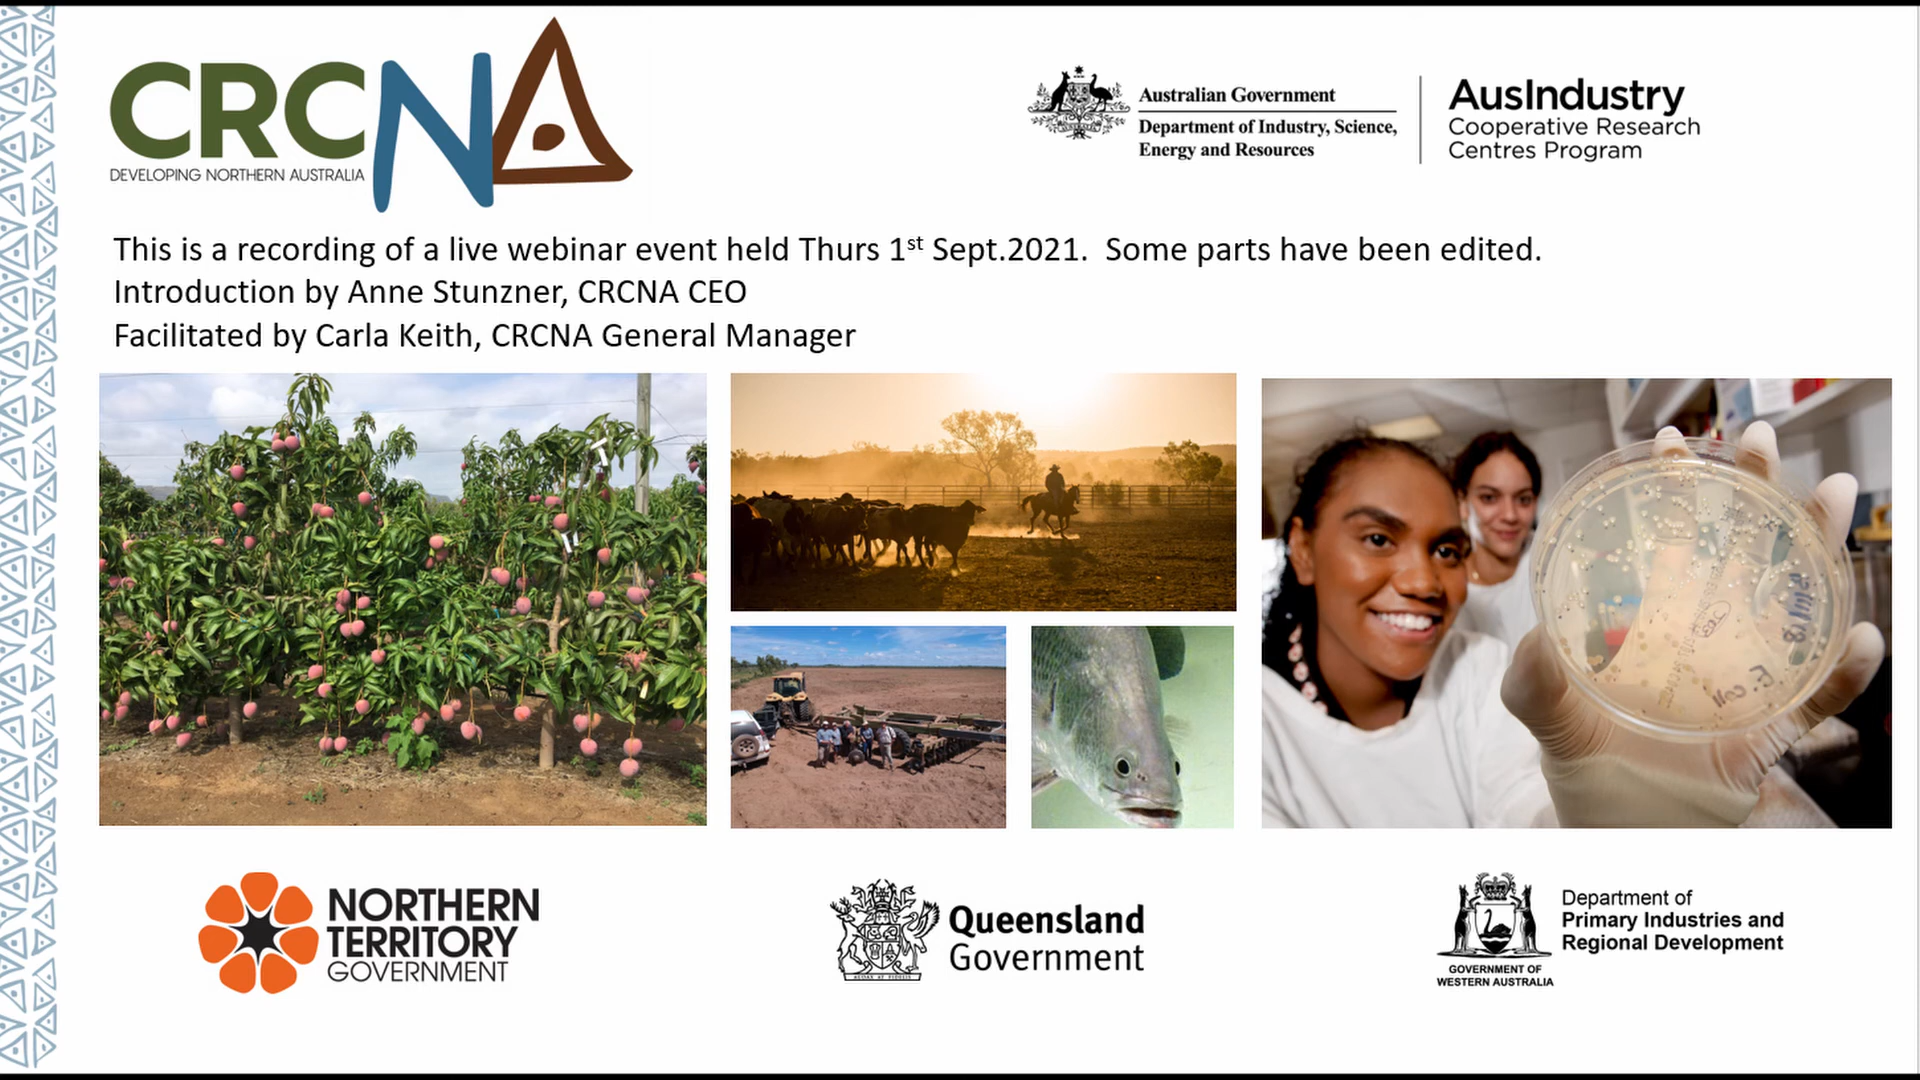 CRCNA
DEVELOPING NORTHERN AUSTRALIA
Australian Government
Department of Industry, Science,
Energy and Resources
AusIndustry
Cooperative Research
Centres Program
This is a recording of a live webinar event held Thurs 1st Sept.2021.  Some parts have been edited.
Introduction by Anne Stunzner, CRCNA CEO
Facilitated by Carla Keith, CRCNA General Manager
E. coli
NORTHERN
TERRITORY
GOVERNMENT
Queensland
Government
GOVERNMENT OF
WESTERN AUSTRALIA
Department of
Primary Industries and
Regional Development